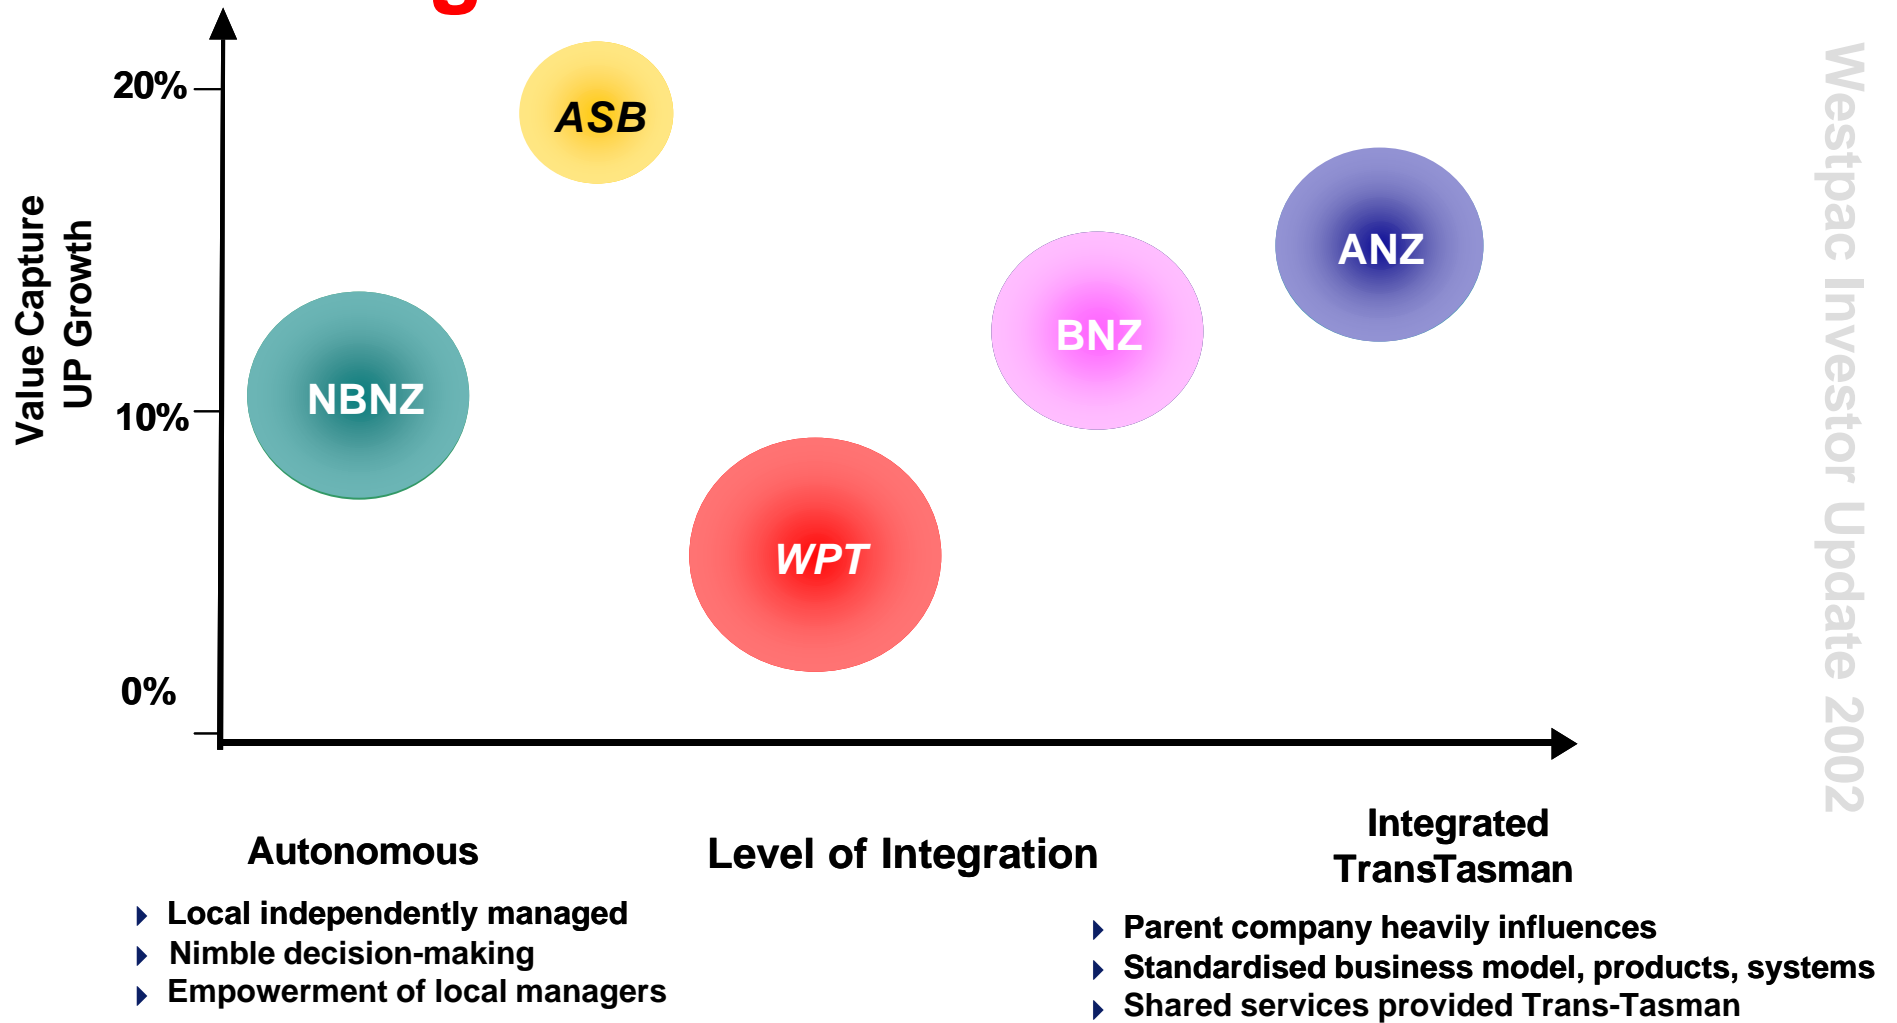 20%
ASB
Value Capture
UP Growth
ANZ
BNZ
NBNZ
10%
WPT
0%
Westpac Investor Update 2002
Autonomous
Level of Integration
Integrated
TransTasman
Local independently managed
Nimble decision-making
Empowerment of local managers
Parent company heavily influences
Standardised business model, products, systems
Shared services provided Trans-Tasman